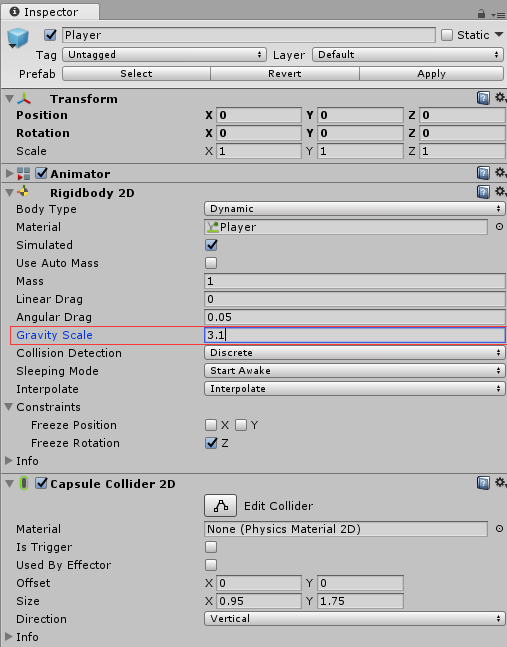 Inspector
Player Static
Tag Untagged Layer Default
Prefab Select Revert Apply
Transform
Position X 0 Y 0 Z 0
Rotation X 0 Y 0 Z 0
Scale X 1 Y 1 Z 1
Animator
Rigidbody 2D
Body Type Dynamic
Material Player
Simulated
Use Auto Mass
Mass 1
Linear Drag 0
Angular Drag 0.05
Gravity Scale 3.1
Collision Detection Discrete
Sleeping Mode Start Awake
Interpolate Interpolate
Constraints
Freeze Position X Y
Freeze Rotation Z
Info
Capsule Collider 2D
Edit Collider
Material None (Physics Material 2D)
Is Trigger
Used By Effector
Offset X 0 Y 0
Size X 0.95 Y 1.75
Direction Vertical
Info